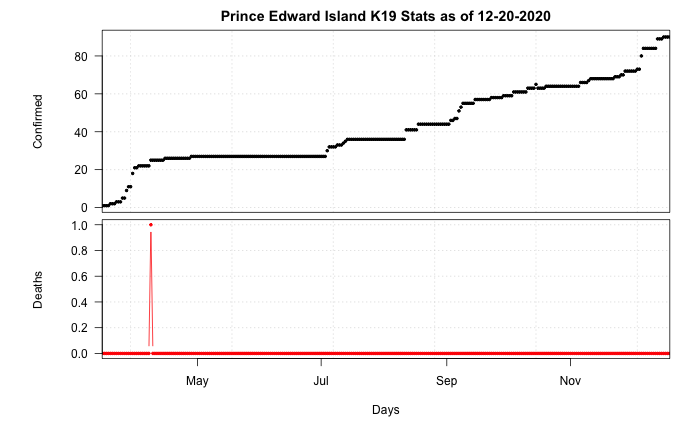 Prince Edward Island K19 Stats as of 12-20-2020
Confirmed
80
60
40
20
0
Deaths
1.0
0.8
0.6
0.4
0.2
0.0
May Jul Sep Nov
Days